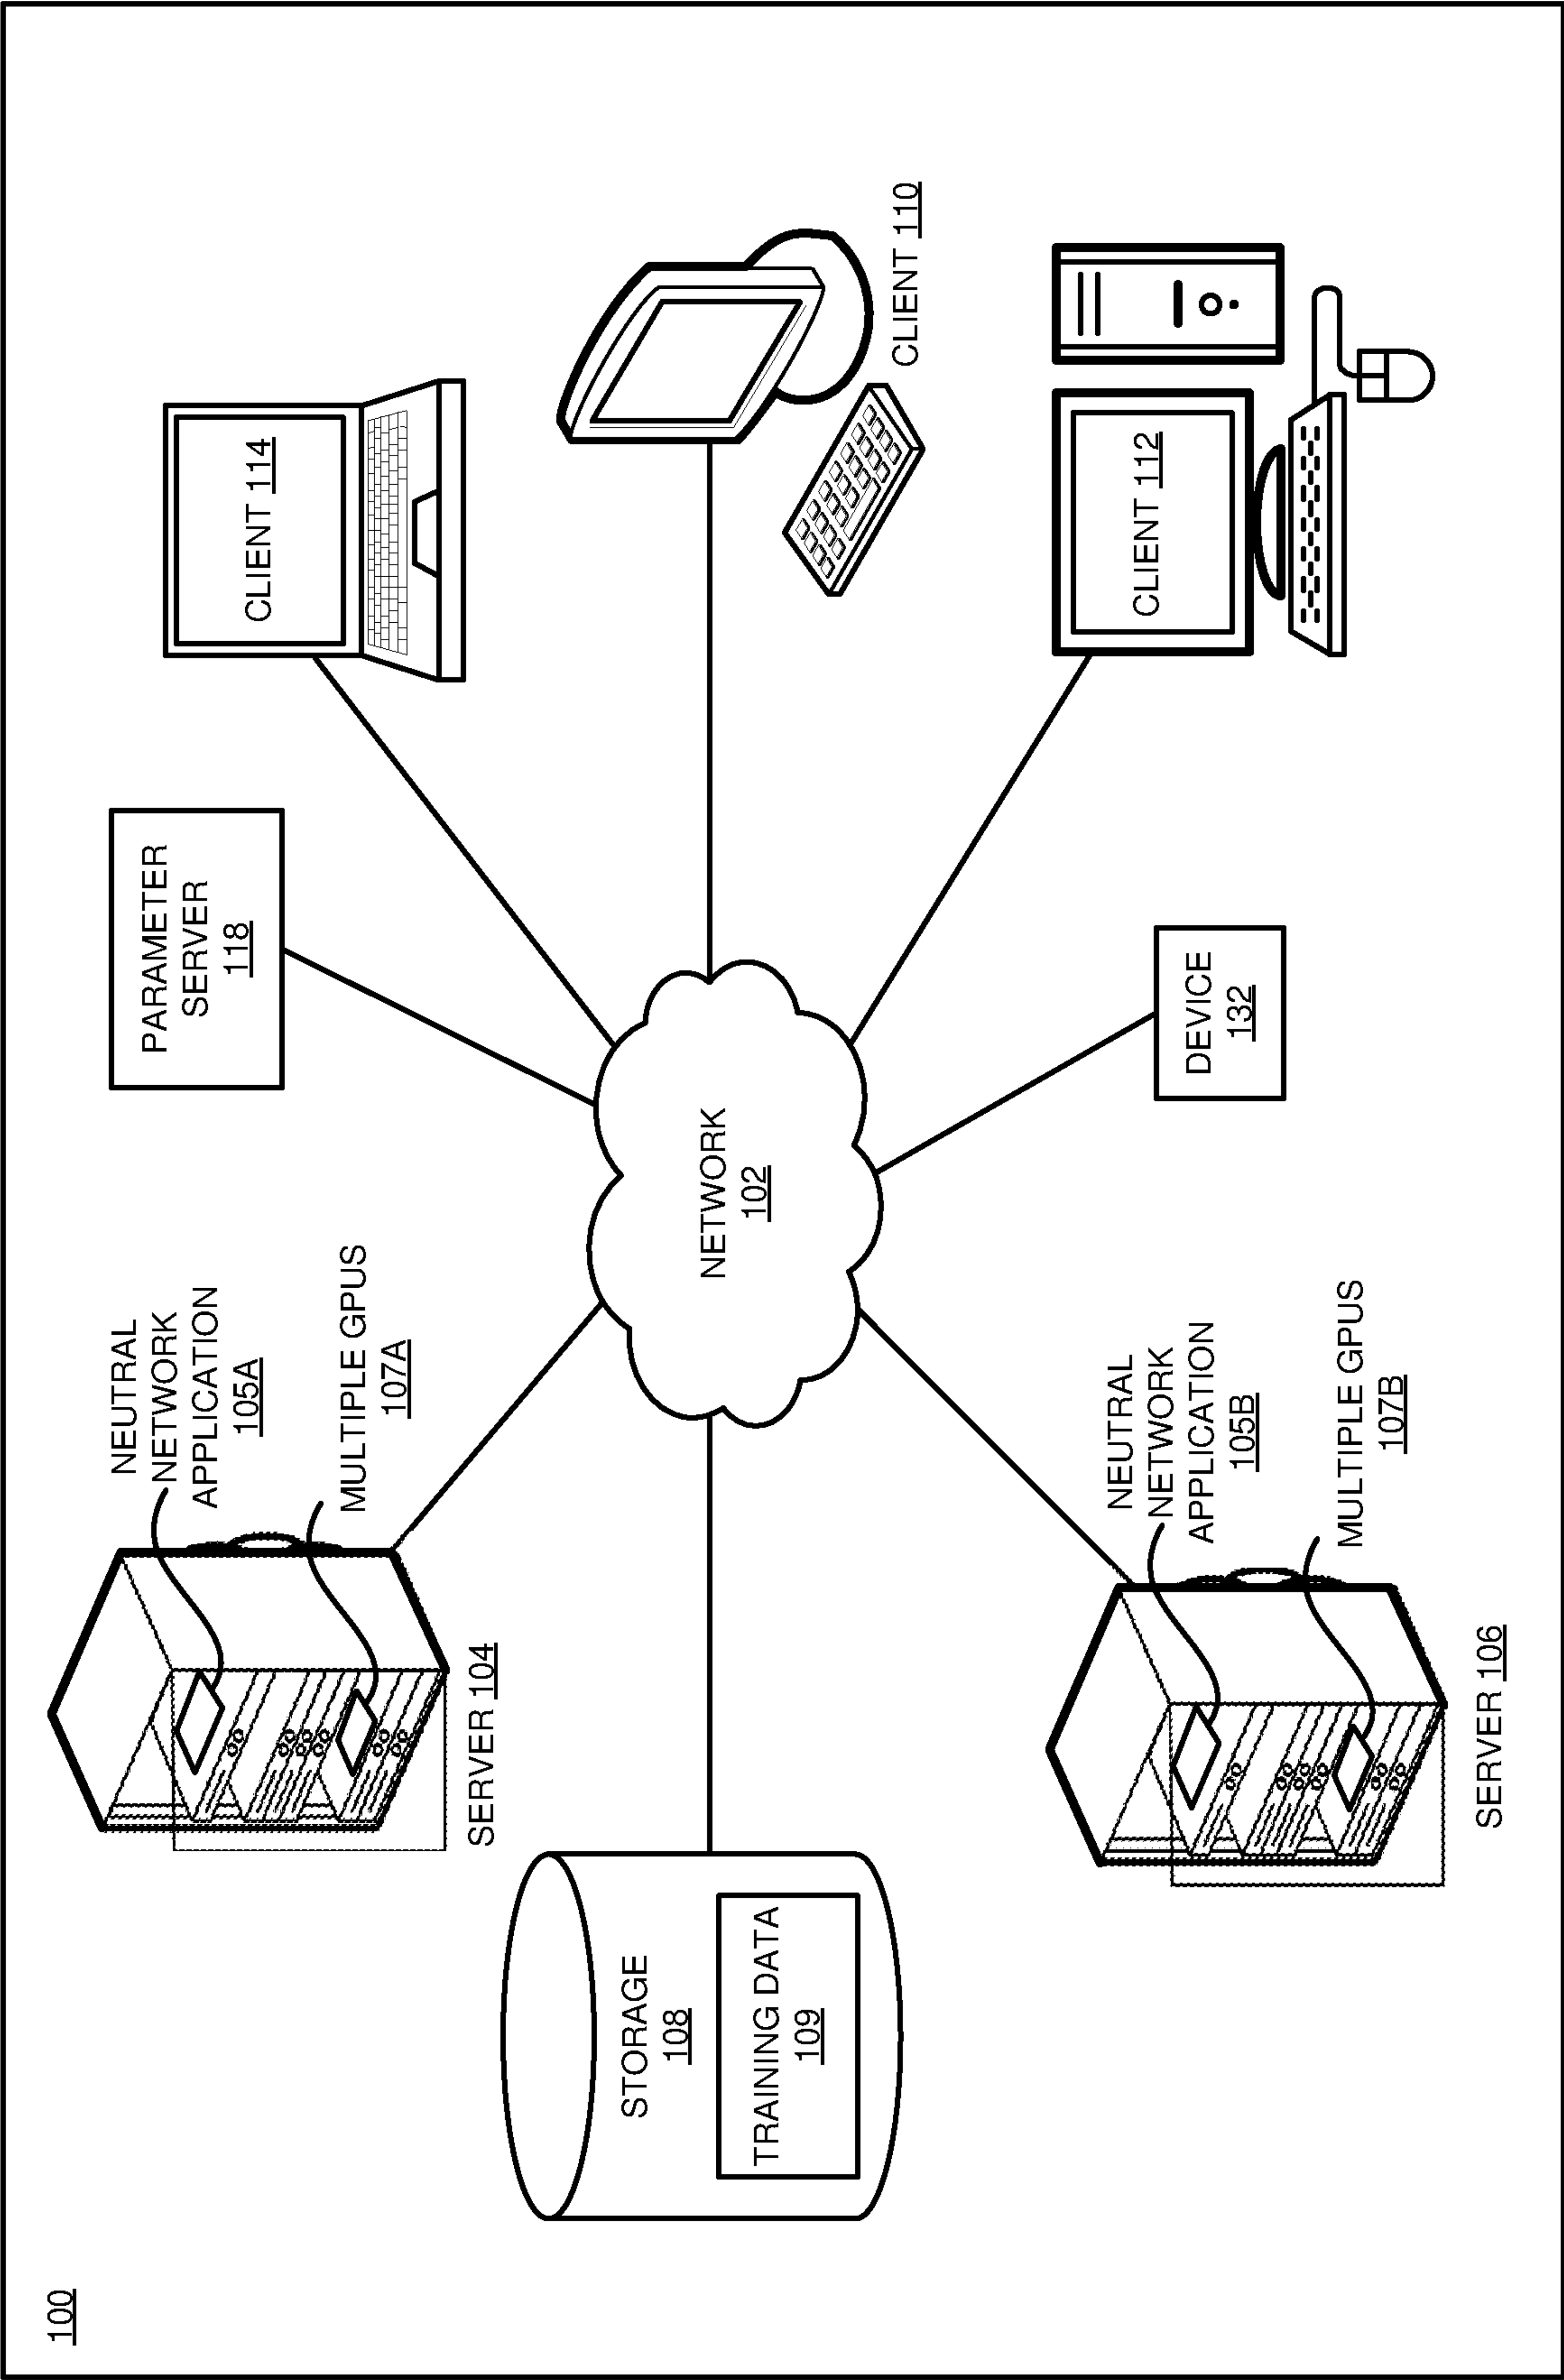 100
SERVER 104
NEUTRAL
NETWORK
APPLICATION
105A
MULTIPLE GPUS
107A
PARAMETER
SERVER
118
CLIENT 114
STORAGE
108
TRAINING DATA
109
NETWORK
102
CLIENT 110
SERVER 106
NEUTRAL
NETWORK
APPLICATION
105B
MULTIPLE GPUS
107B
DEVICE
132
CLIENT 112